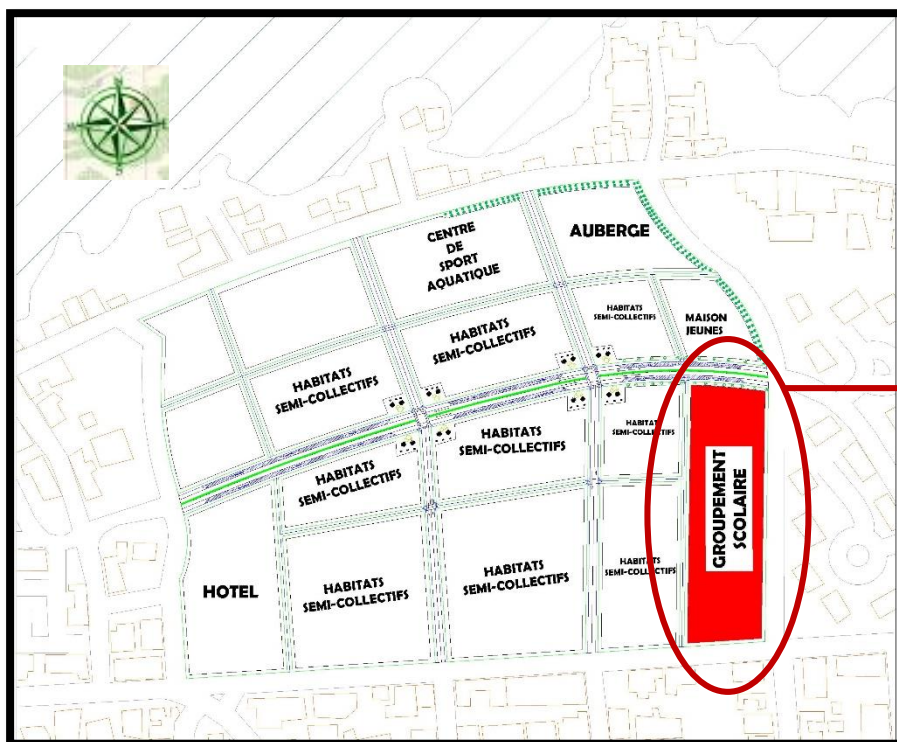 N
W
E
S
CENTRE
DE
SPORT
AQUATIQUE
AUBERGE
HABITATS
SEMI-COLLECTIFS
HABITATS
SEMI-COLLECTIFS
MAISON
JEUNES
HABITATS
SEMI-COLLECTIFS
HABITATS
SEMI-COLLECTIFS
HABITATS
SEMI-COLLECTIFS
HABITATS
SEMI-COLLECTIFS
GROUPEMENT
SCOLAIRE
HOTEL
HABITATS
SEMI-COLLECTIFS
HABITATS
SEMI-COLLECTIFS
HABITATS
SEMI-COLLECTIFS